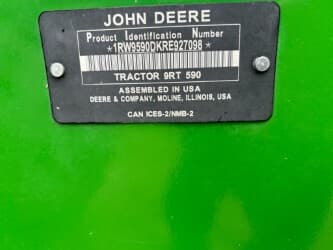 JOHN DEERE
Product Identification Number
*1RW9590DKRE927098*
TRACTOR 9RT 590
ASSEMBLED IN USA
DEERE & COMPANY, MOLINE, ILLINOIS, USA
CAN ICES-2/NMB-2